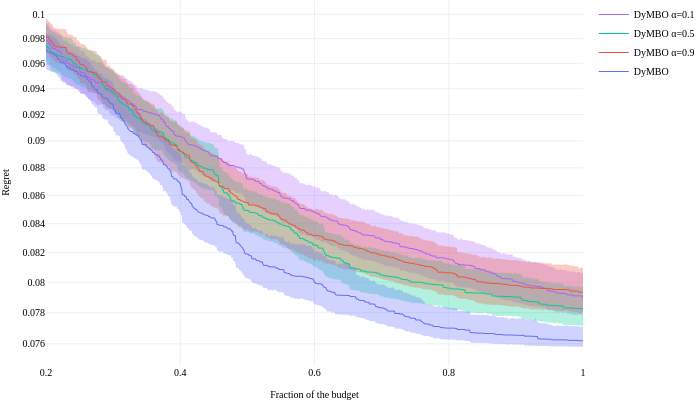 0.1
0.098
0.096
0.094
0.092
0.09
0.088
0.086
0.084
0.082
0.08
0.078
0.076
Regret
0.2 0.4 0.6 0.8 1
Fraction of the budget
DyMBO α=0.1
DyMBO α=0.5
DyMBO α=0.9
DyMBO